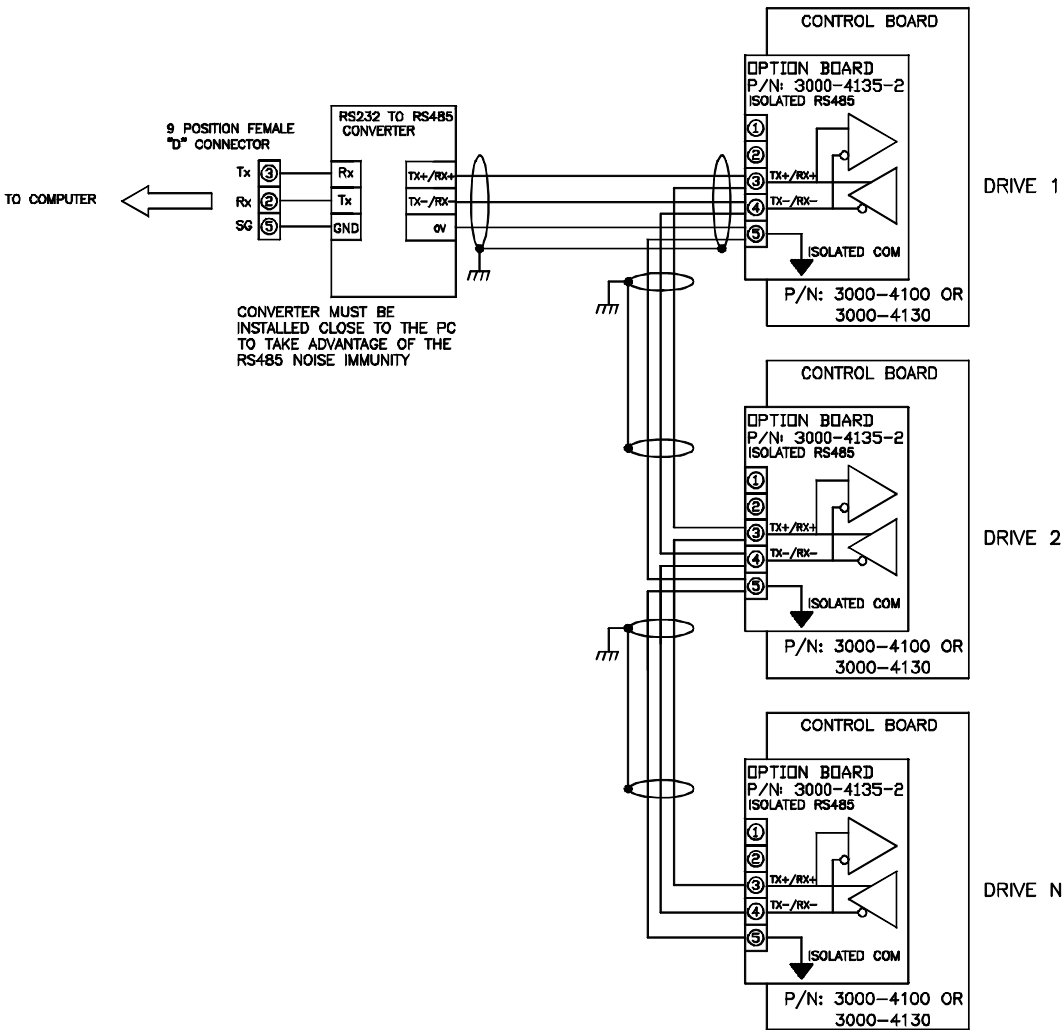 TO COMPUTER
9 POSITION FEMALE
"D" CONNECTOR
Tx 3
Rx 2
SG 5
RS232 TO RS485
CONVERTER
Rx TX+/RX+
Tx TX-/RX-
GND 0V
CONVERTER MUST BE
INSTALLED CLOSE TO THE PC
TO TAKE ADVANTAGE OF THE
RS485 NOISE IMMUNITY
CONTROL BOARD
OPTION BOARD
P/N: 3000-4135-2
ISOLATED RS485
1
2
3 TX+/RX+
4 TX-/RX-
5
ISOLATED COM
P/N: 3000-4100 OR
3000-4130
DRIVE 1
CONTROL BOARD
OPTION BOARD
P/N: 3000-4135-2
ISOLATED RS485
1
2
3 TX+/RX+
4 TX-/RX-
5
ISOLATED COM
P/N: 3000-4100 OR
3000-4130
DRIVE 2
CONTROL BOARD
OPTION BOARD
P/N: 3000-4135-2
ISOLATED RS485
1
2
3 TX+/RX+
4 TX-/RX-
5
ISOLATED COM
P/N: 3000-4100 OR
3000-4130
DRIVE N